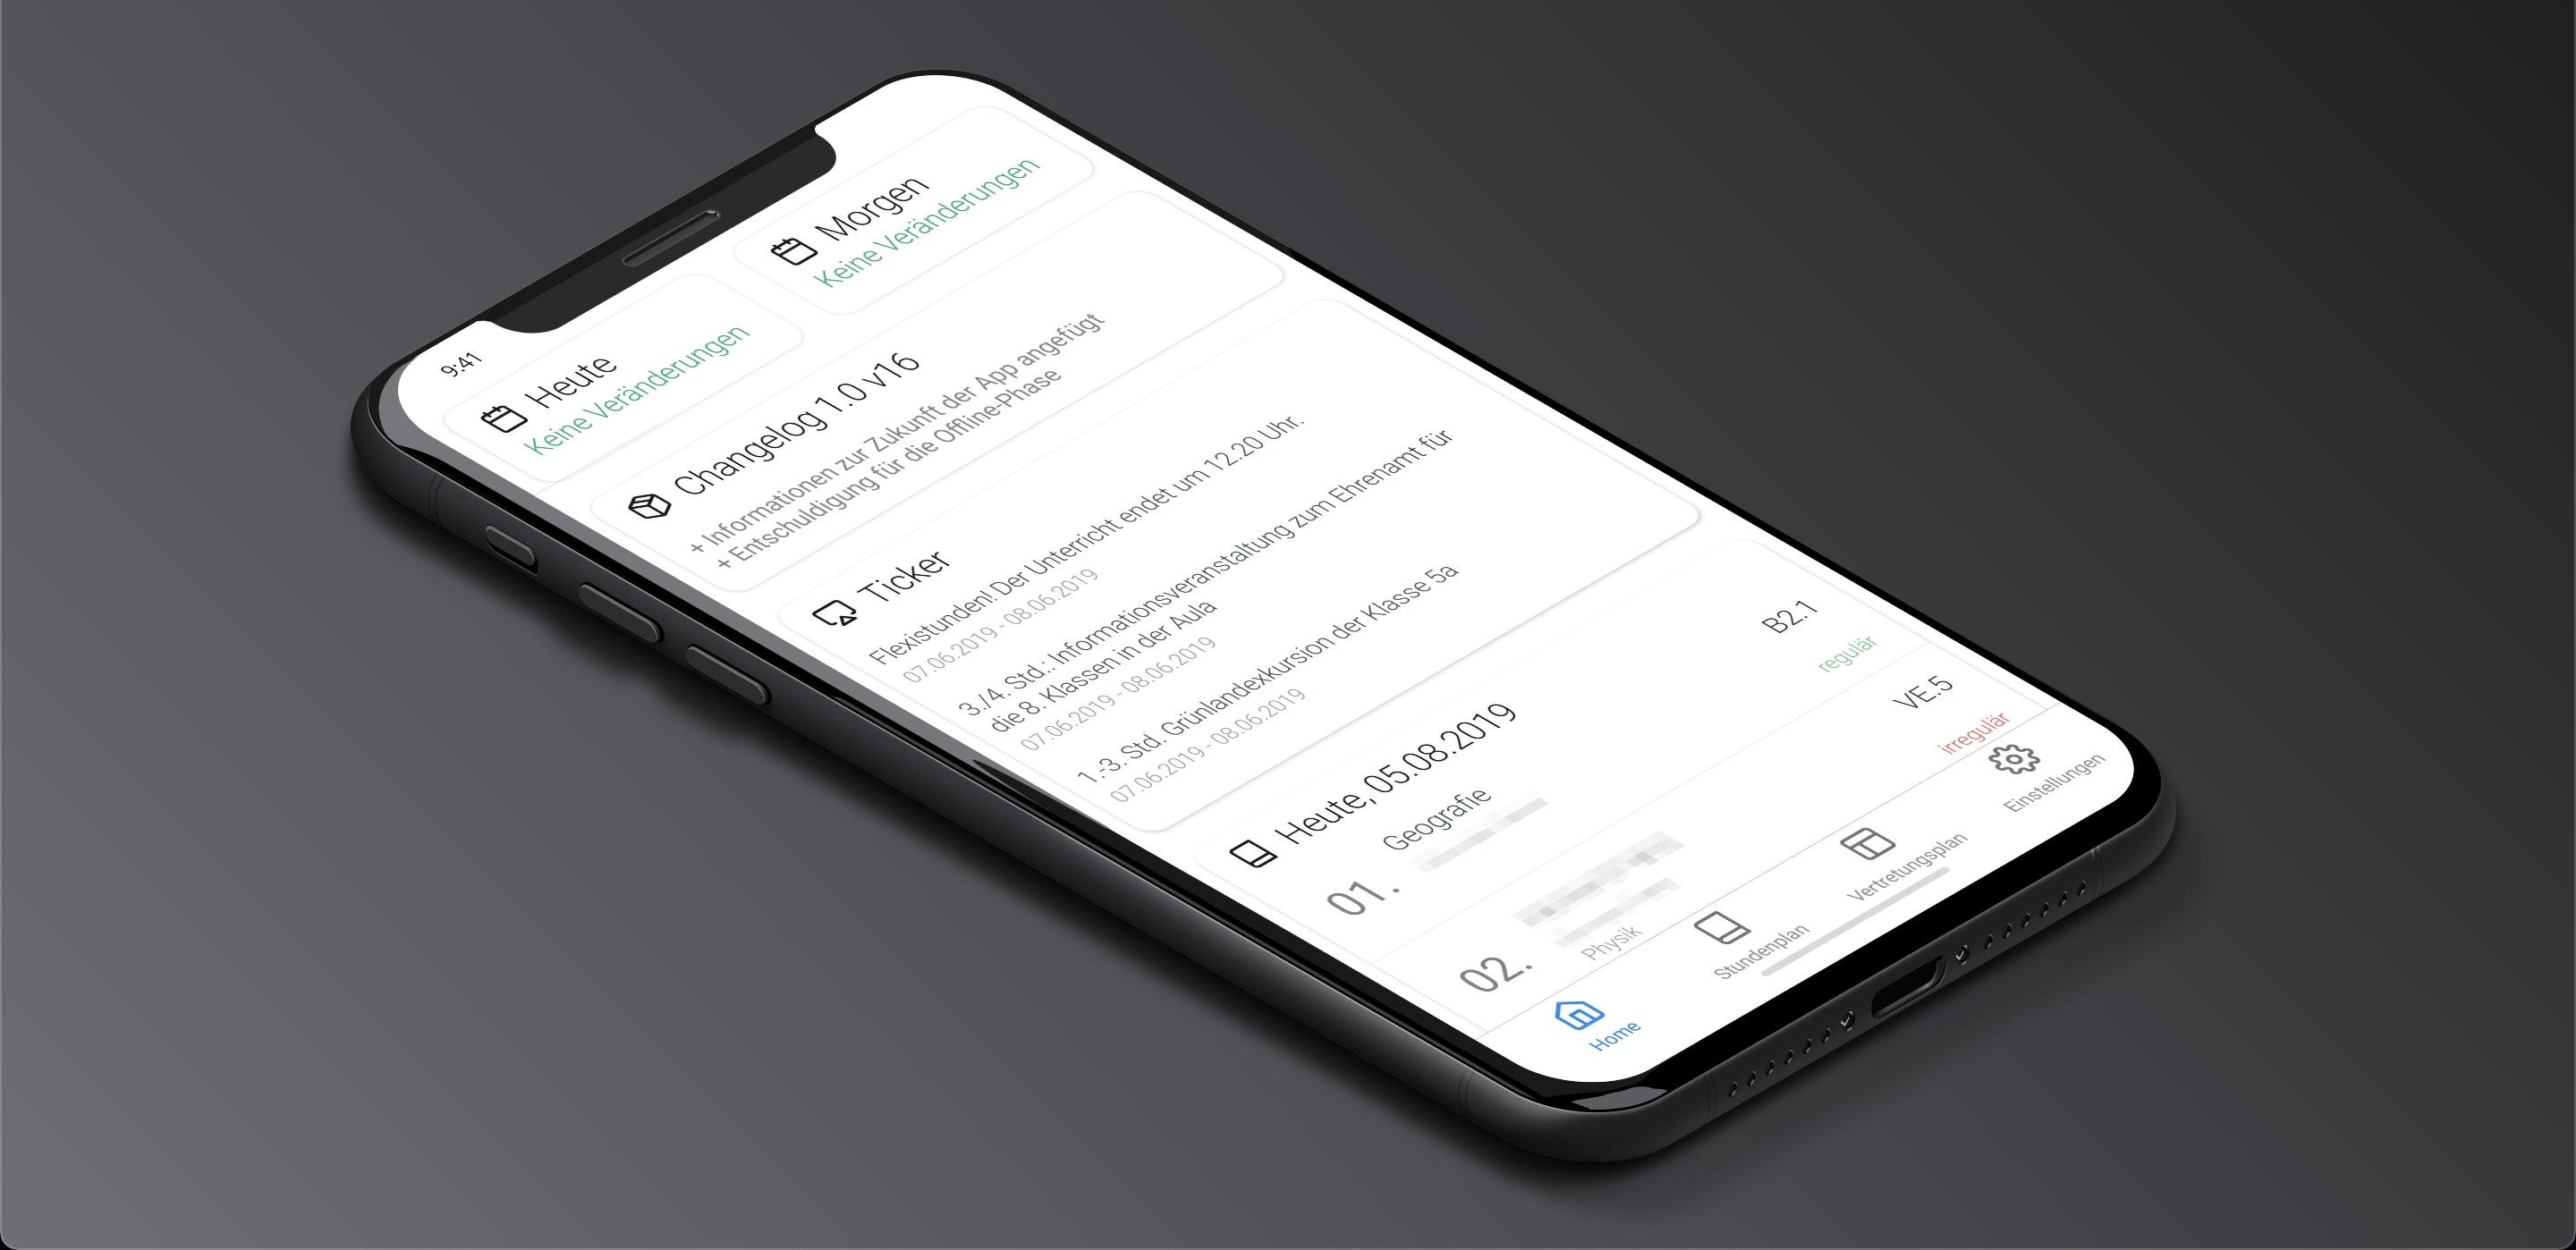 9:41
Heute
Keine Veränderungen
Morgen
Keine Veränderungen
Changelog 1.0 v16
+ Informationen zur Zukunft der App angefügt
+ Entschuldigung für die Offline-Phase
Ticker
Flexistunden! Der Unterricht endet um 12.20 Uhr.
07.06.2019 - 08.06.2019
3./4. Std.: Informationsveranstaltung zum Ehrenamt für
die 8. Klassen in der Aula
07.06.2019 - 08.06.2019
1.-3. Std. Grünlandexkursion der Klasse 5a
07.06.2019 - 08.06.2019
Heute, 05.08.2019
01.
Geografie
B2.1
regulär
02.
VE.5
Physik
irregulär
Home
Stundenplan
Vertretungsplan
Einstellungen